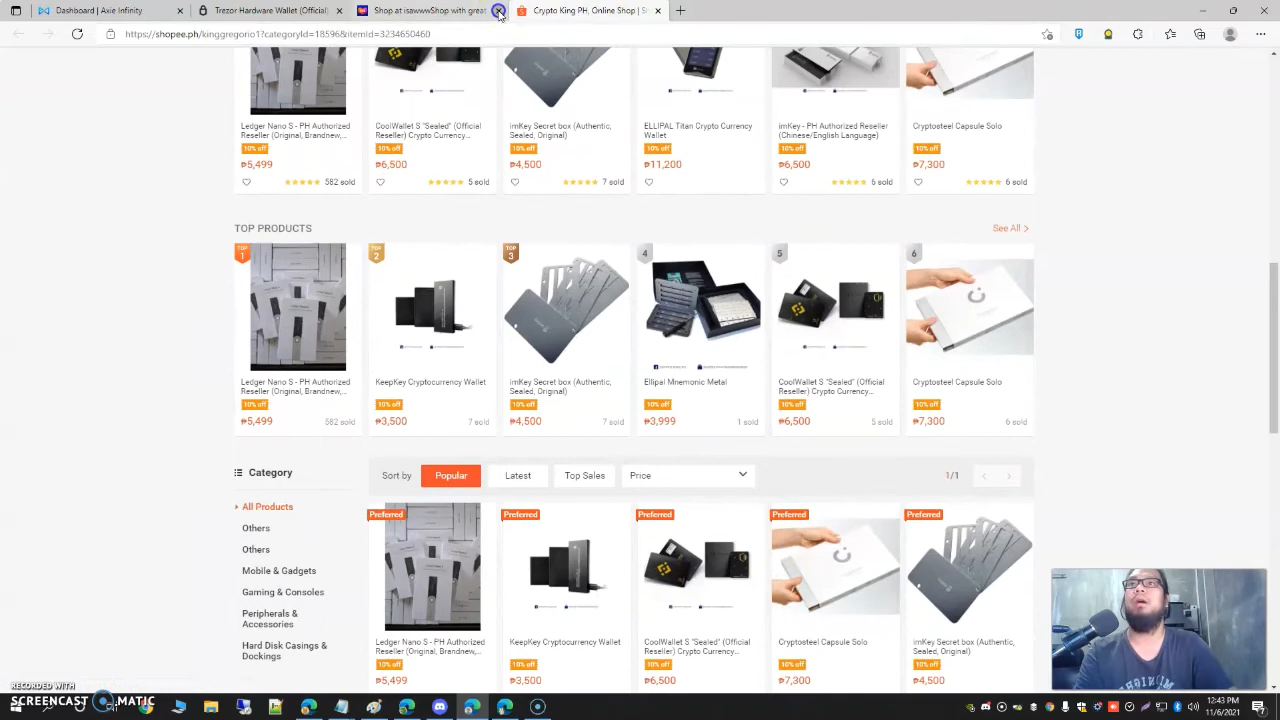 Dashboard | Axie Infinity
Trezor Hardware Wallet (Official)
Shop at
with great
Crypto King PH, Online Shop | S
https://shopee.ph/kinggregorio1?categoryId=18596&itemId=3234650460
Ledger Nano S - PH Authorized Reseller (Original, Brandnew,...
10% off
₱5,499
582 sold
CoolWallet S "Sealed" (Official Reseller) Crypto Currency...
10% off
₱6,500
5 sold
imKey Secret box (Authentic, Sealed, Original)
10% off
₱4,500
7 sold
ELLIPAL Titan Crypto Currency Wallet
10% off
₱11,200
imKey - PH Authorized Reseller (Chinese/English Language)
10% off
₱6,500
6 sold
Cryptosteel Capsule Solo
10% off
₱7,300
6 sold
TOP PRODUCTS
See All >
TOP
1
Ledger Nano S - PH Authorized Reseller (Original, Brandnew,...
10% off
₱5,499
582 sold
TOP
2
KeepKey Cryptocurrency Wallet
10% off
₱3,500
7 sold
TOP
3
imKey Secret box (Authentic, Sealed, Original)
10% off
₱4,500
7 sold
4
Ellipal Mnemonic Metal
10% off
₱3,999
1 sold
5
CoolWallet S "Sealed" (Official Reseller) Crypto Currency...
10% off
₱6,500
5 sold
6
Cryptosteel Capsule Solo
10% off
₱7,300
6 sold
Category
All Products
Others
Others
Mobile & Gadgets
Gaming & Consoles
Peripherals & Accessories
Hard Disk Casings & Dockings
Sort by
Popular
Latest
Top Sales
Price
1/1
Preferred
Ledger Nano S - PH Authorized Reseller (Original, Brandnew,...
10% off
₱5,499
Preferred
KeepKey Cryptocurrency Wallet
10% off
₱3,500
Preferred
CoolWallet S "Sealed" (Official Reseller) Crypto Currency...
10% off
₱6,500
Preferred
Cryptosteel Capsule Solo
10% off
₱7,300
Preferred
imKey Secret box (Authentic, Sealed, Original)
10% off
₱4,500
RECORDED WITH
SCREENCAST MATIC
12:43 PM
11/6/2021